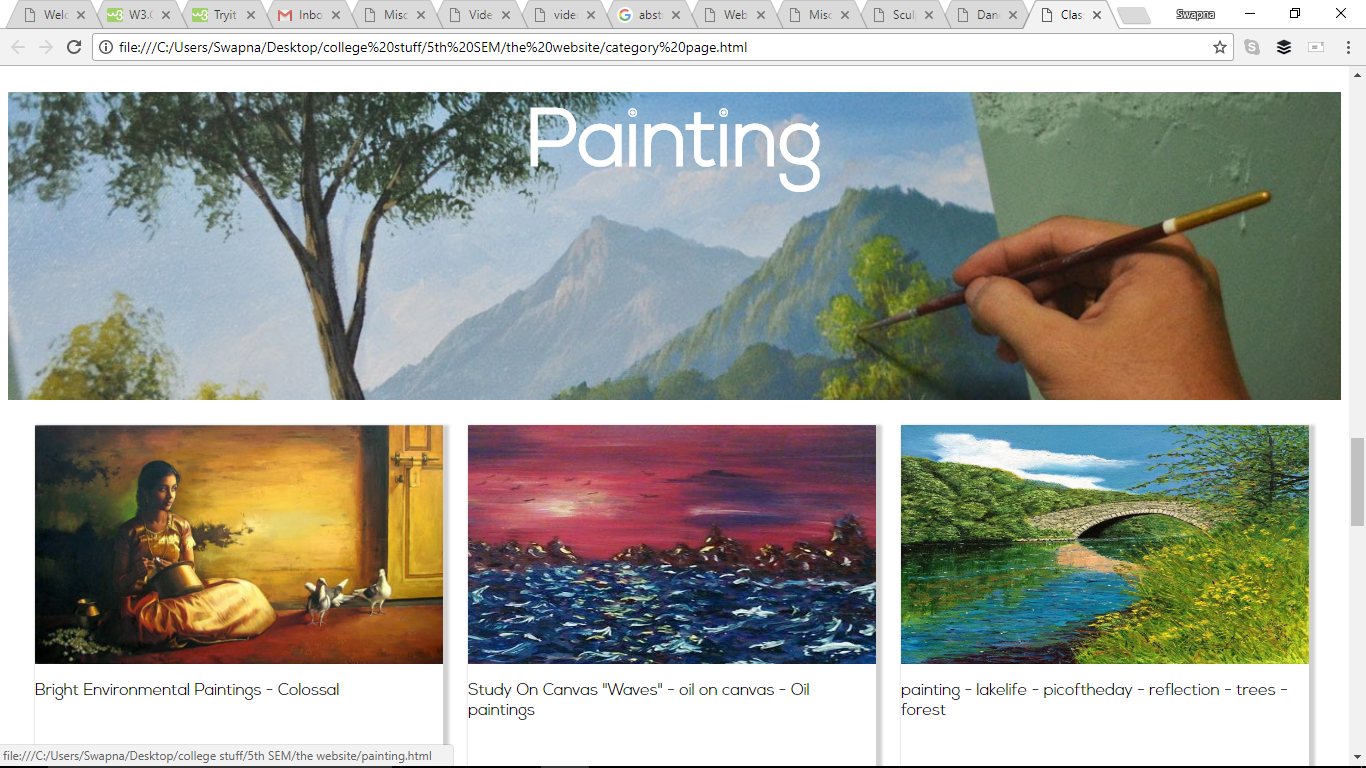 Welc
W3.C
Tryit
Inbo
Misc
Vide
vide
abst
Web
Misc
Scul
Dan
Clas
Swapna
file:///C:/Users/Swapna/Desktop/college%20stuff/5th%20SEM/the%20website/category%20page.html
Painting
Bright Environmental Paintings - Colossal
Study On Canvas "Waves" - oil on canvas - Oil
paintings
painting - lakelife - picoftheday - reflection - trees -
forest
file:///C:/Users/Swapna/Desktop/college stuff/5th SEM/the website/painting.html